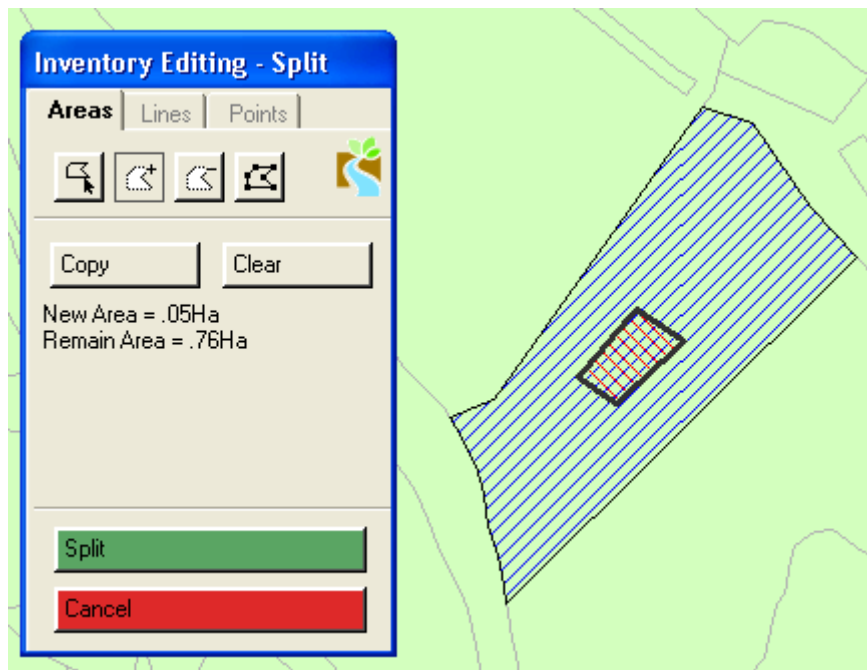 Inventory Editing - Split
Areas Lines Points
Copy Clear
New Area = .05Ha
Remain Area = .76Ha
Split
Cancel